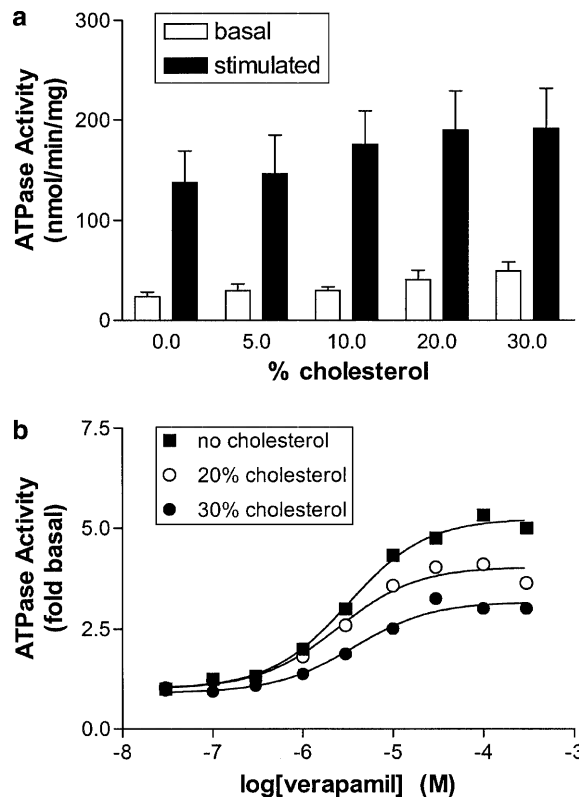 a
ATPase Activity
(nmol/min/mg)
300
200
100
0
basal
stimulated
0.0 5.0 10.0 20.0 30.0
% cholesterol
b
ATPase Activity
(fold basal)
7.5
5.0
2.5
0.0
no cholesterol
20% cholesterol
30% cholesterol
-8 -7 -6 -5 -4 -3
log[verapamil] (M)